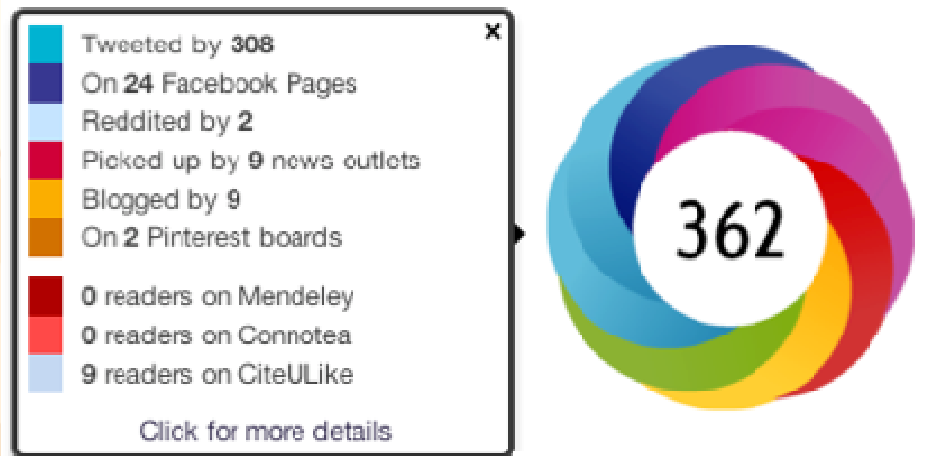 Tweeted by 308
On 24 Facebook Pages
Reddited by 2
Picked up by 9 news outlets
Blogged by 9
On 2 Pinterest boards
0 readers on Mendeley
0 readers on Connotea
9 readers on CiteULike
Click for more details
362